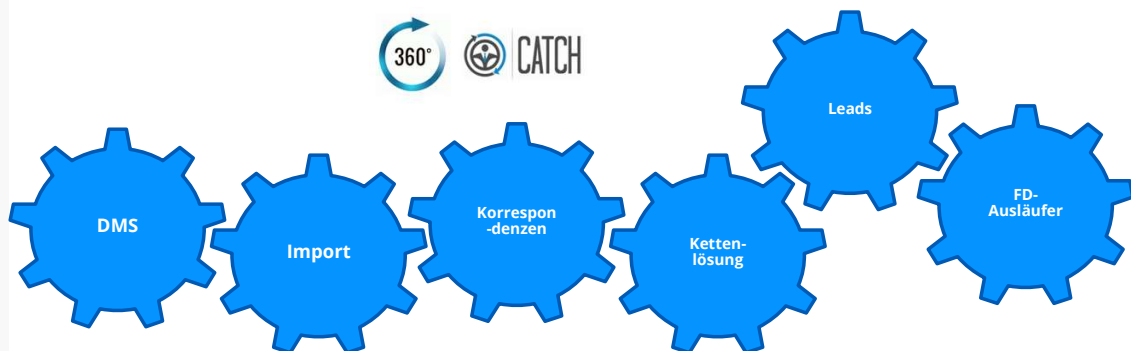 360°
CATCH
Leads
DMS
Import
Korrespon
-denzen
Ketten-
lösung
FD-
Ausläufer